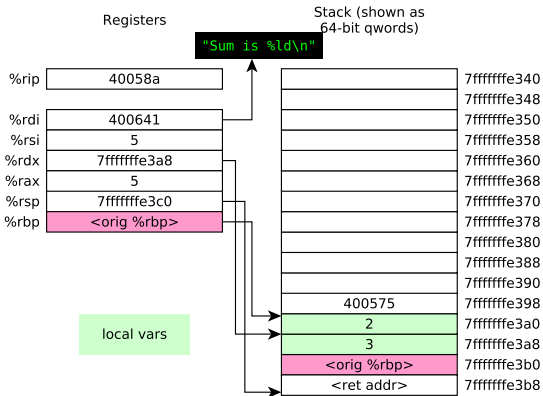 Registers
Stack (shown as
64-bit qwords)
"Sum is %ld\n"
%rip 40058a
%rdi 400641
%rsi 5
%rdx 7fffffffe3a8
%rax 5
%rsp 7fffffffe3c0
%rbp <orig %rbp>
7fffffffe340
7fffffffe348
7fffffffe350
7fffffffe358
7fffffffe360
7fffffffe368
7fffffffe370
7fffffffe378
7fffffffe380
7fffffffe388
7fffffffe390
400575 7fffffffe398
2 7fffffffe3a0
3 7fffffffe3a8
<orig %rbp> 7fffffffe3b0
<ret addr> 7fffffffe3b8
local vars